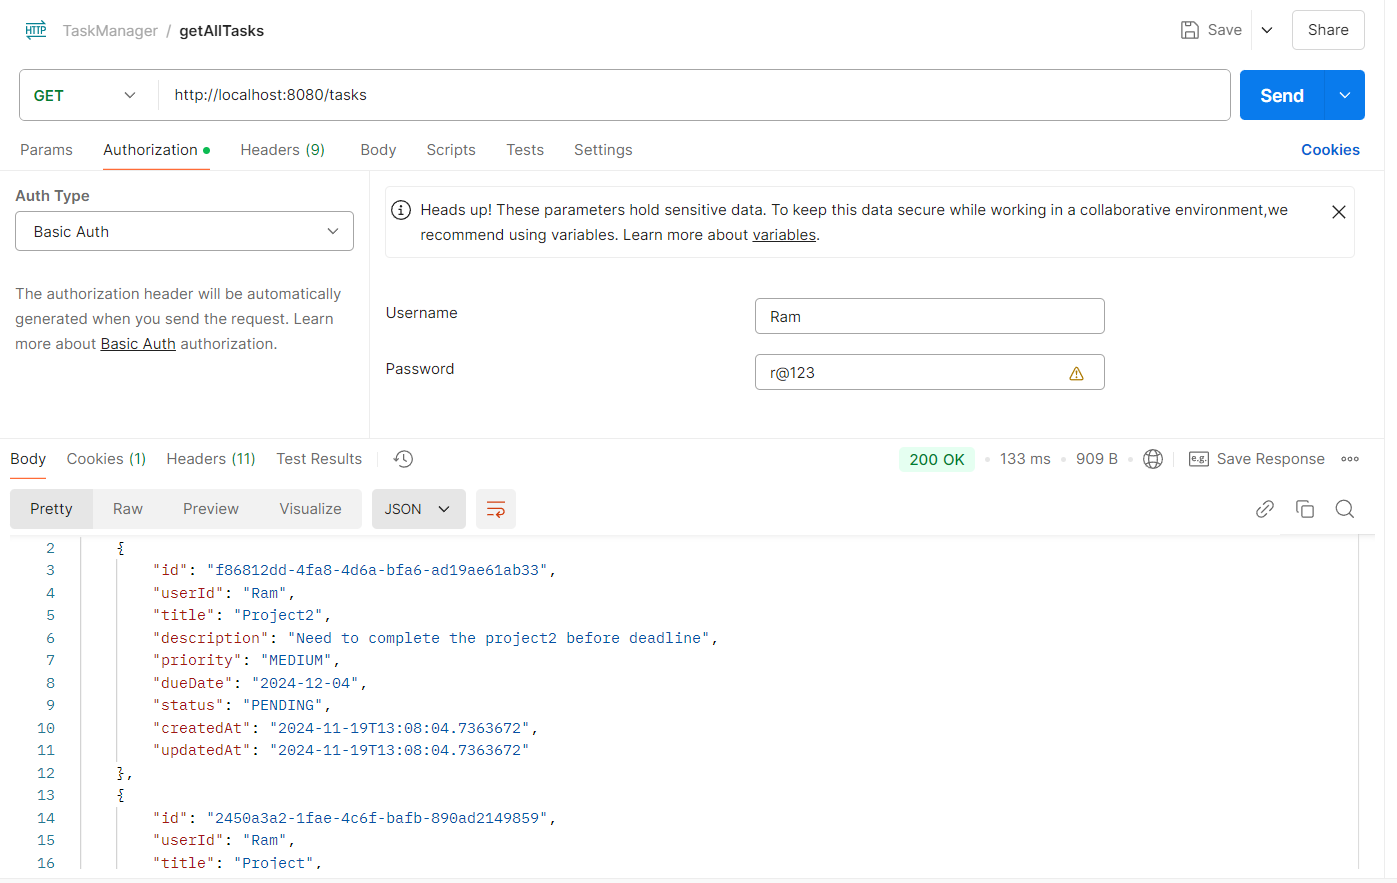 HTTP TaskManager / getAllTasks Save Share
GET http://localhost:8080/tasks Send
Params Authorization Headers (9) Body Scripts Tests Settings Cookies
Auth Type
Basic Auth
The authorization header will be automatically
generated when you send the request. Learn
more about Basic Auth authorization.
Heads up! These parameters hold sensitive data. To keep this data secure while working in a collaborative environment,we
recommend using variables. Learn more about variables.
Username Ram
Password r@123
Body Cookies (1) Headers (11) Test Results 200 OK 133 ms 909 B e.g. Save Response
Pretty Raw Preview Visualize JSON
2 {
3 "id": "f86812dd-4fa8-4d6a-bfa6-ad19ae61ab33",
4 "userId": "Ram",
5 "title": "Project2",
6 "description": "Need to complete the project2 before deadline",
7 "priority": "MEDIUM",
8 "dueDate": "2024-12-04",
9 "status": "PENDING",
10 "createdAt": "2024-11-19T13:08:04.7363672",
11 "updatedAt": "2024-11-19T13:08:04.7363672"
12 },
13 {
14 "id": "2450a3a2-1fae-4c6f-bafb-890ad2149859",
15 "userId": "Ram",
16 "title": "Project",